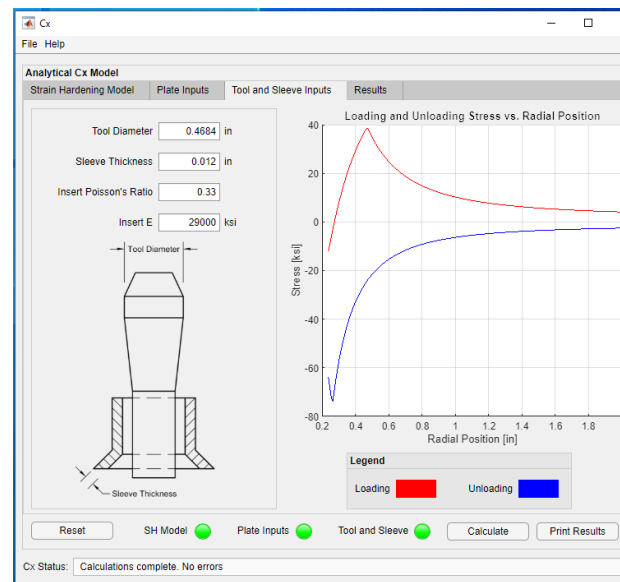 Cx
File Help
Analytical Cx Model
Strain Hardening Model Plate Inputs Tool and Sleeve Inputs Results
Tool Diameter 0.4684 in
Sleeve Thickness 0.012 in
Insert Poisson's Ratio 0.33
Insert E 29000 ksi
Tool Diameter
Sleeve Thickness
Loading and Unloading Stress vs. Radial Position
Stress [ksi]
40
20
0
-20
-40
-60
-80
0.2 0.4 0.6 0.8 1 1.2 1.4 1.6 1.8
Radial Position [in]
Legend
Loading Unloading
Reset SH Model Plate Inputs Tool and Sleeve Calculate Print Results
Cx Status: Calculations complete. No errors